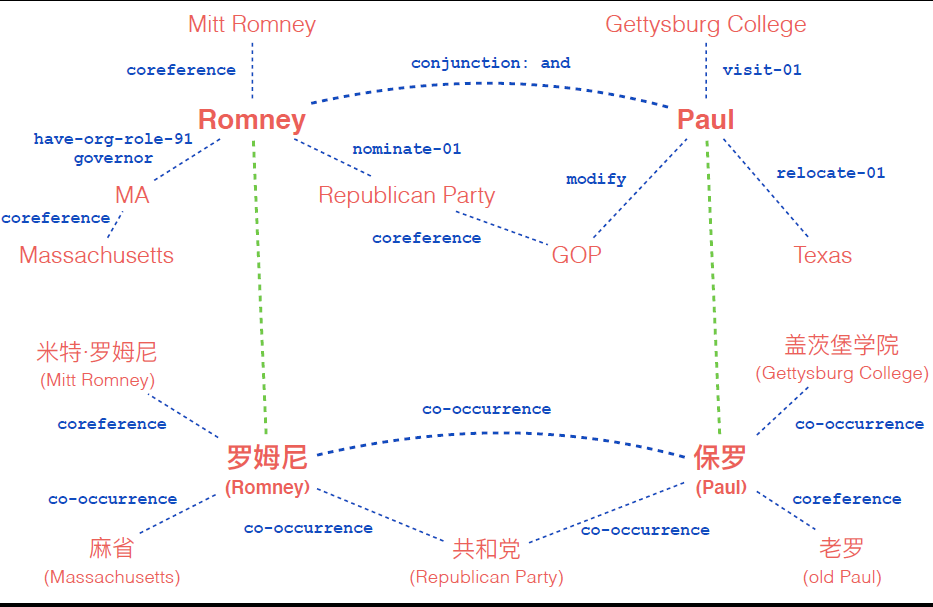 Mitt Romney
Gettysburg College
coreference
conjunction: and
visit-01
Romney
Paul
have-org-role-91
governor
nominate-01
modify
relocate-01
MA
Republican Party
coreference
coreference
Massachusetts
GOP
Texas
米特·罗姆尼
(Mitt Romney)
盖茨堡学院
(Gettysburg College)
coreference
co-occurrence
co-occurrence
罗姆尼
(Romney)
保罗
(Paul)
co-occurrence
co-occurrence
co-occurrence
coreference
麻省
(Massachusetts)
共和党
(Republican Party)
老罗
(old Paul)